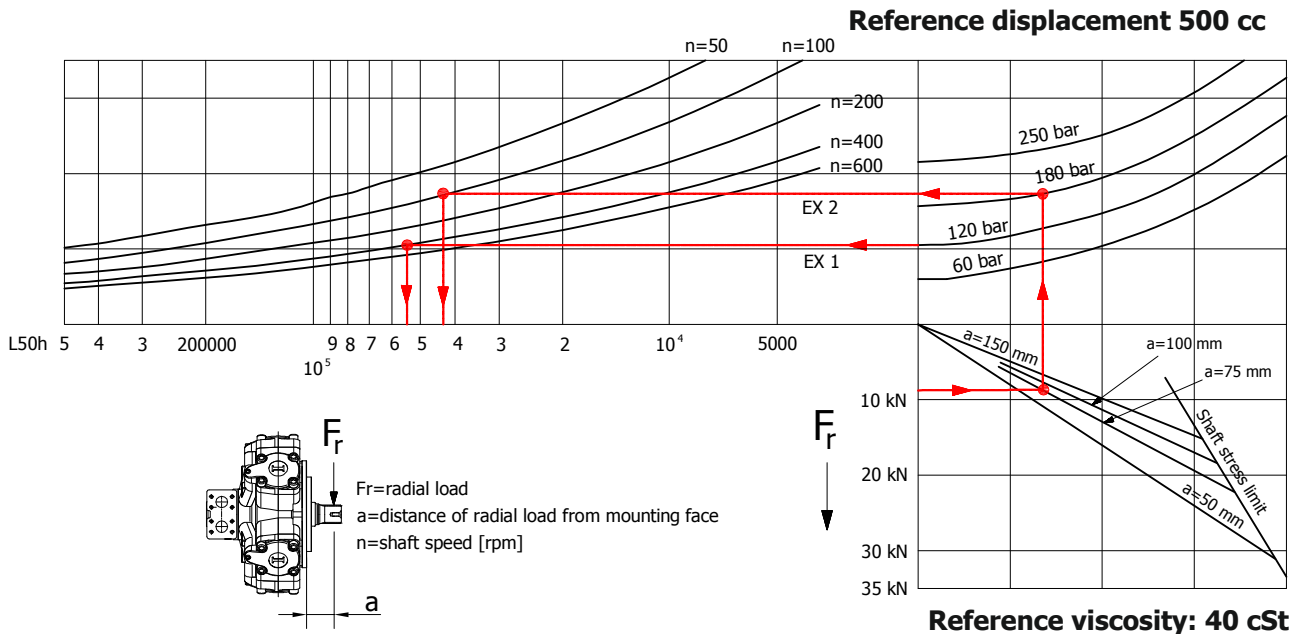 Reference displacement 500 cc
n=50
n=100
n=200
n=400
n=600
250 bar
180 bar
120 bar
60 bar
EX 2
EX 1
L50h 5 4 3 200000 9 8 7 6 5 4 3 2 10⁴ 5000
10⁵
a=150 mm
a=100 mm
a=75 mm
a=50 mm
Shaft stress limit
10 kN
20 kN
30 kN
35 kN
Fr
Fr
Fr=radial load
a=distance of radial load from mounting face
n=shaft speed [rpm]
a
Reference viscosity: 40 cSt